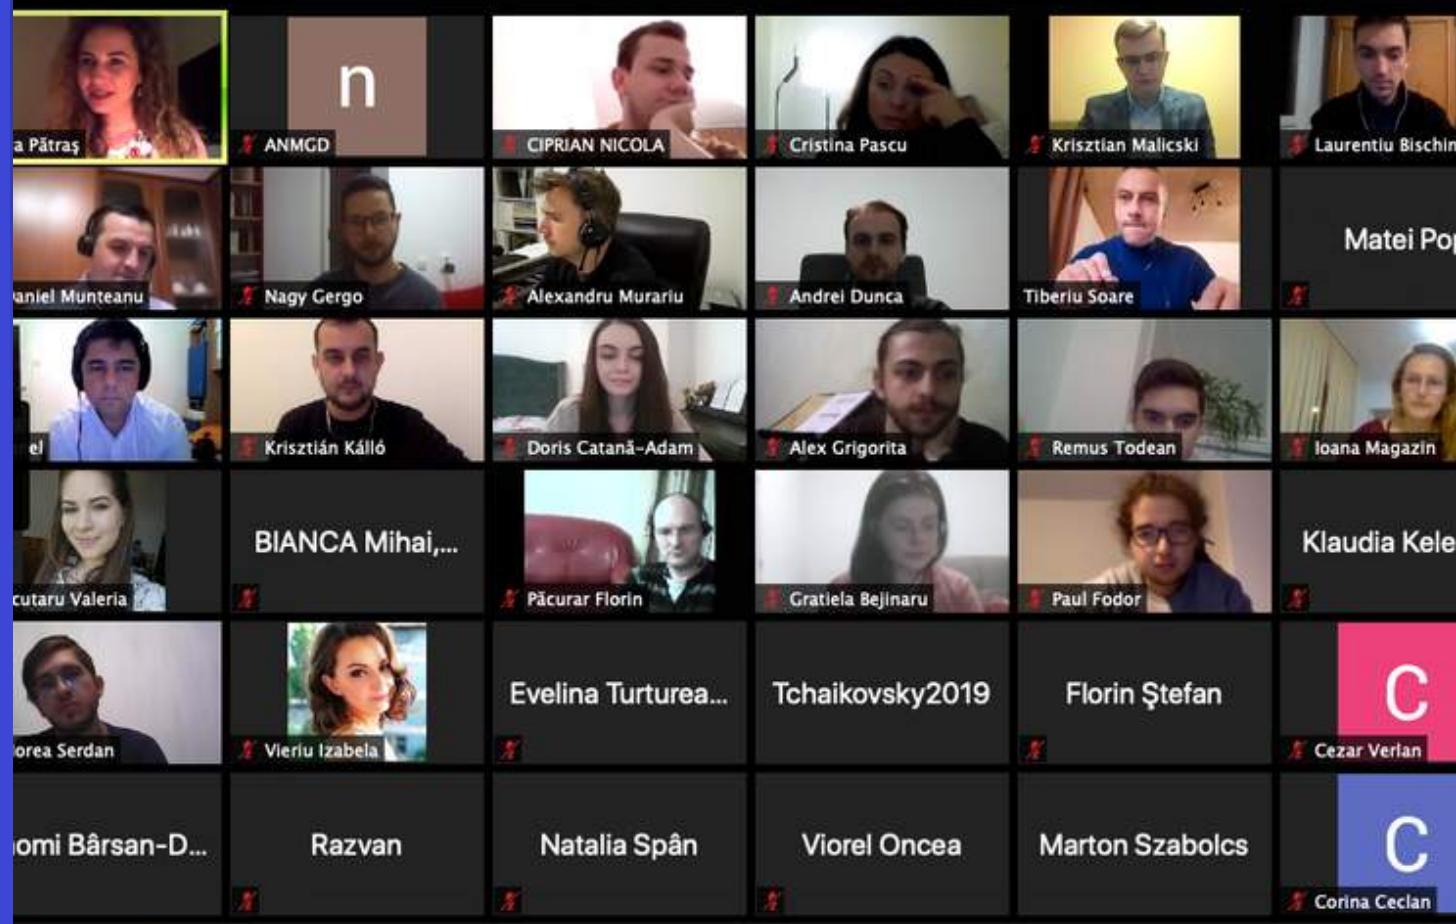 a Pătraş
n
ANMGD
CIPRIAN NICOLA
Cristina Pascu
Krisztian Malicski
Laurentiu Bischin
Daniel Munteanu
Nagy Gergo
Alexandru Murariu
Andrei Dunca
Tiberiu Soare
Matei Pop
el
Krisztián Kálló
Doris Catană-Adam
Alex Grigorita
Remus Todean
Ioana Magazin
cutaru Valeria
BIANCA Mihai,...
Păcurar Florin
Gratiela Bejinaru
Paul Fodor
Klaudia Kele
orea Serdan
Vieriu Izabela
Evelina Turturea...
Tchaikovsky2019
Florin Ştefan
C
Cezar Verlan
omi Bârsan-D...
Razvan
Natalia Spân
Viorel Oncea
Marton Szabolcs
C
Corina Ceclan